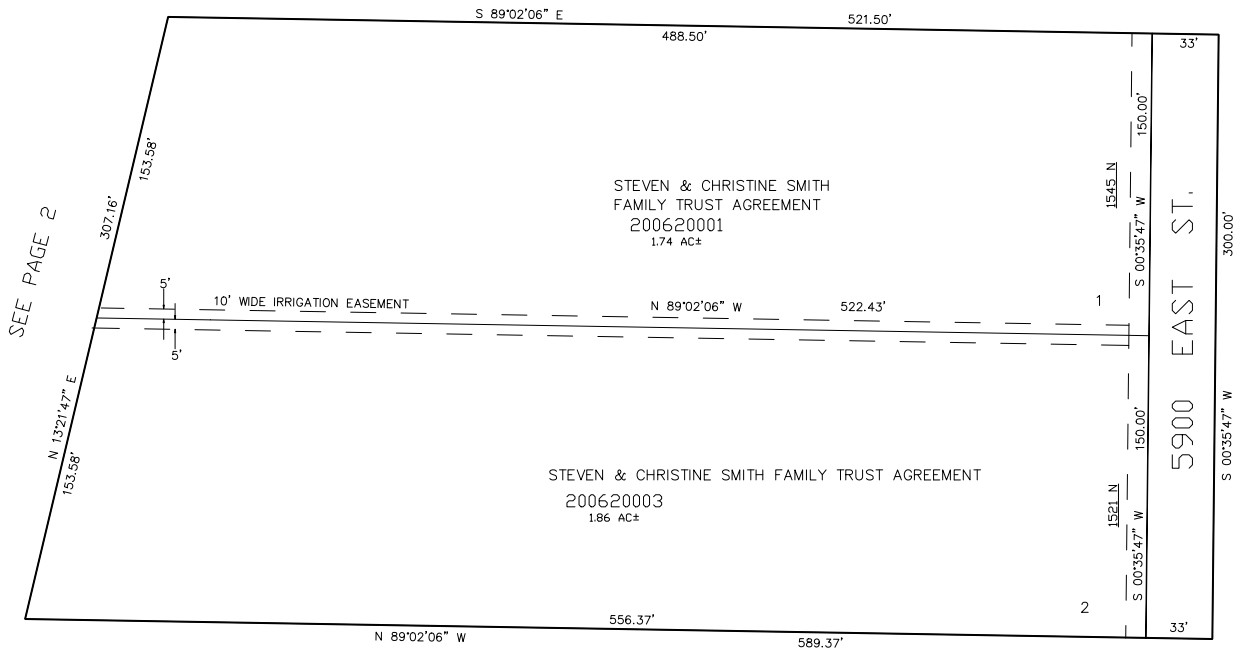 S 89°02'06" E
521.50'
488.50'
33'
153.58'
307.16'
SEE PAGE 2
150.00'
1545 N
S 00°35'47" W
STEVEN & CHRISTINE SMITH
FAMILY TRUST AGREEMENT
200620001
1.74 AC±
5900 EAST ST.
300.00'
5'
10' WIDE IRRIGATION EASEMENT
N 89°02'06" W
522.43'
1
5'
N 13°21'47" E
153.58'
150.00'
S 00°35'47" W
STEVEN & CHRISTINE SMITH FAMILY TRUST AGREEMENT
200620003
1.86 AC±
1521 N
S 00°35'47" W
2
556.37'
33'
N 89°02'06" W
589.37'